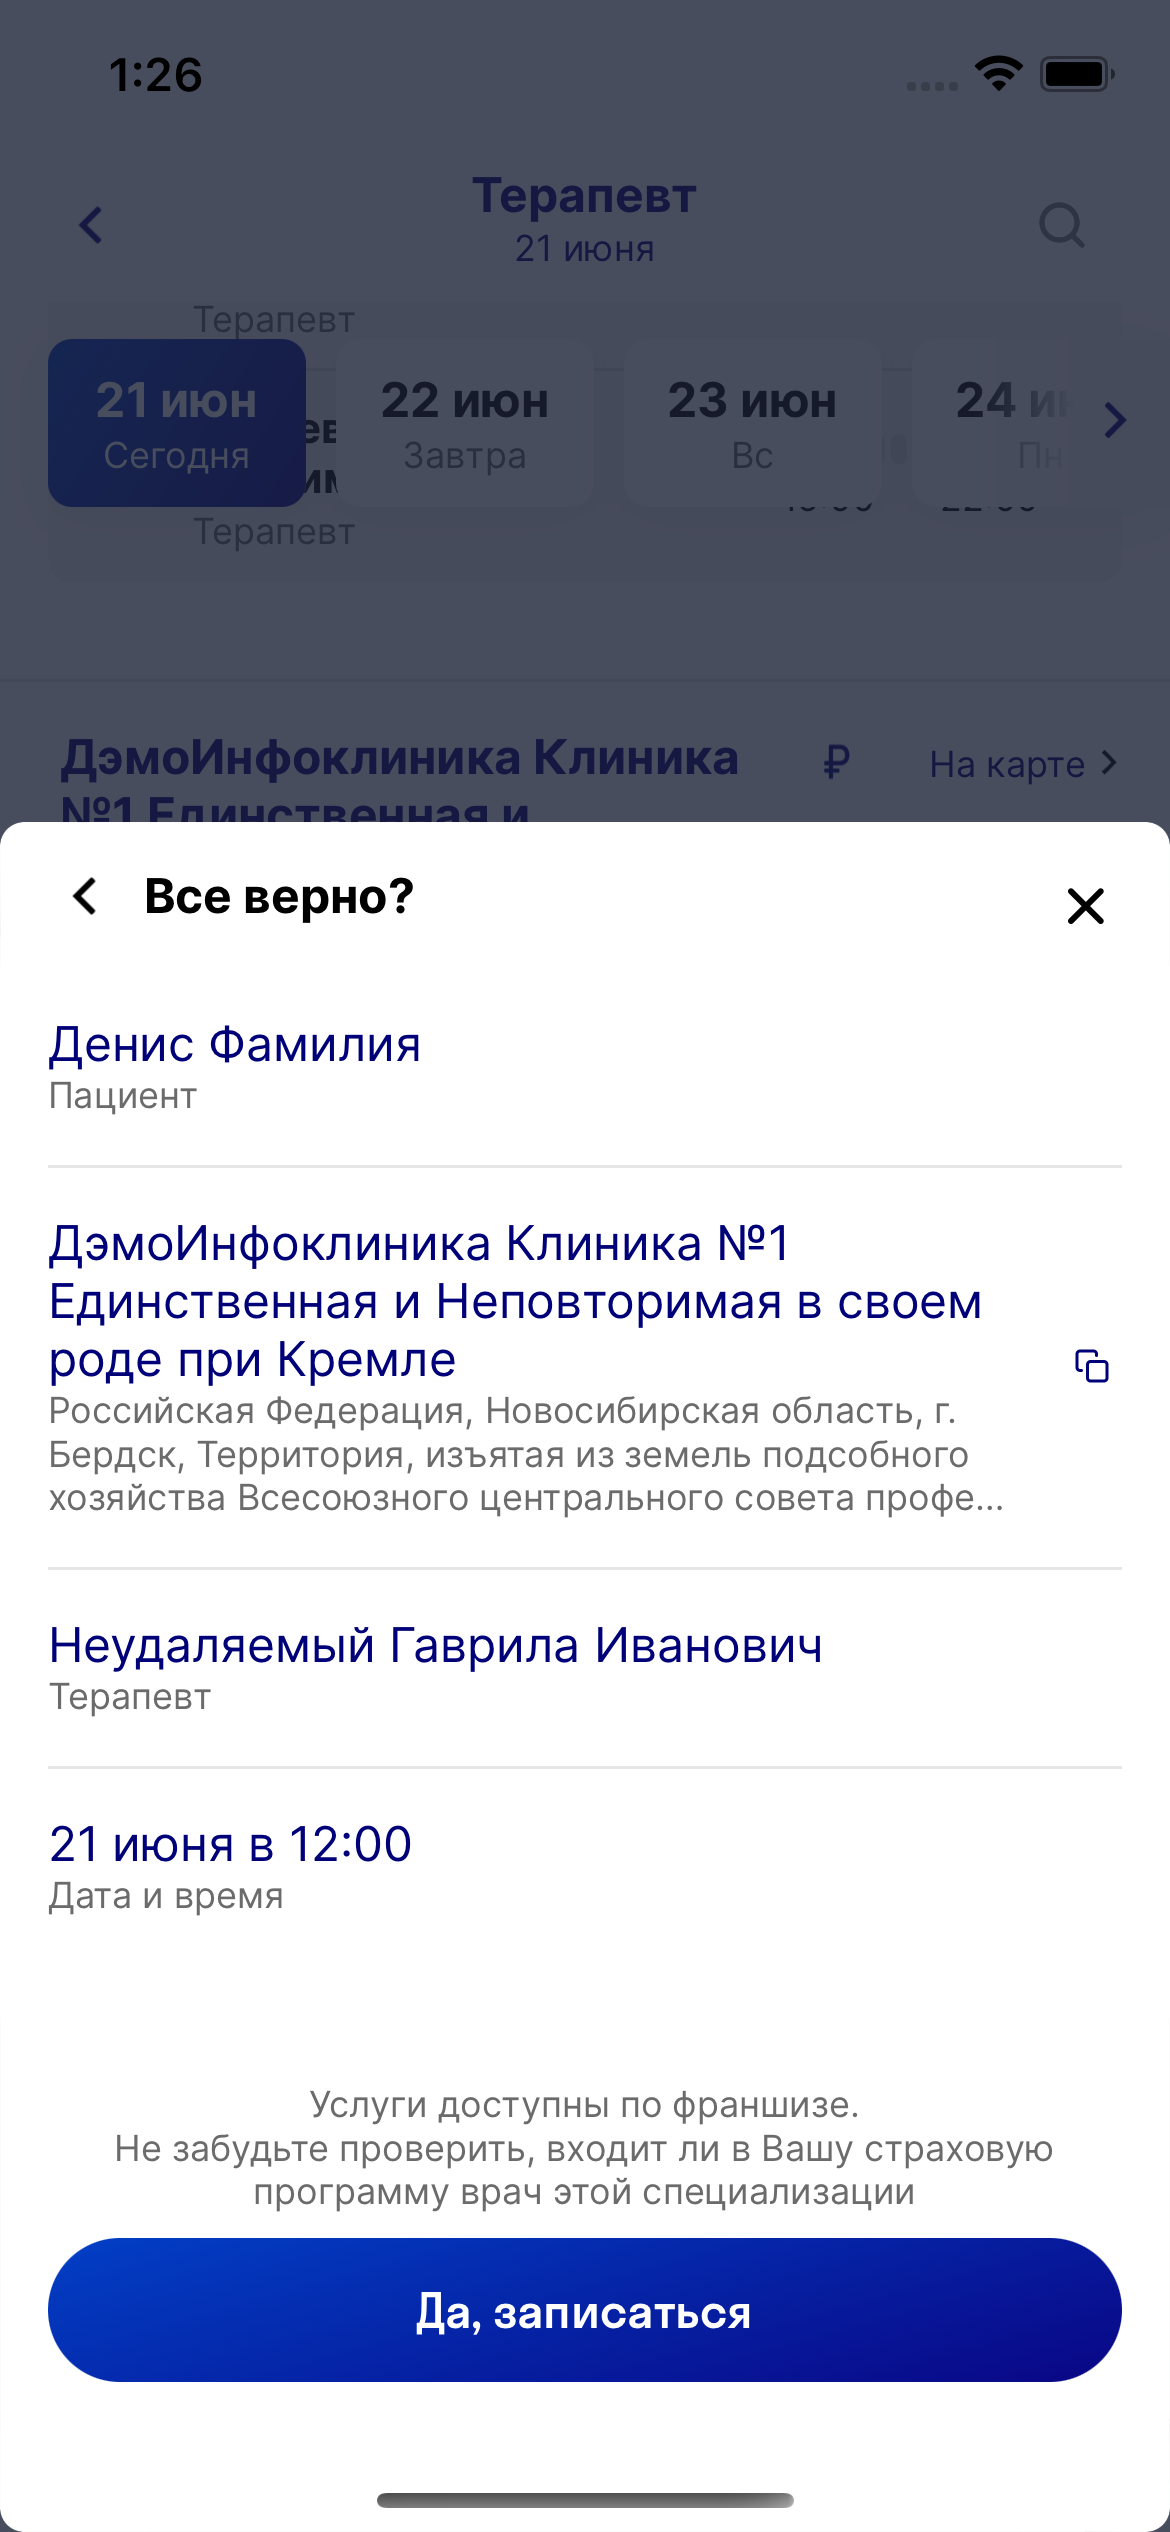 1:26
Терапевт
21 июня
Терапевт
21 июн
22 июн
23 июн
24
Сегодня
Завтра
Вс
Пн
Терапевт
ДэмоИнфоклиника Клиника
№1 Единственная и
₽
На карте
Все верно?
Денис Фамилия
Пациент
ДэмоИнфоклиника Клиника №1
Единственная и Неповторимая в своем
роде при Кремле
Российская Федерация, Новосибирская область, г.
Бердск, Территория, изъятая из земель подсобного
хозяйства Всесоюзного центрального совета профе...
Неудаляемый Гаврила Иванович
Терапевт
21 июня в 12:00
Дата и время
Услуги доступны по франшизе.
Не забудьте проверить, входит ли в Вашу страховую
программу врач этой специализации
Да, записаться